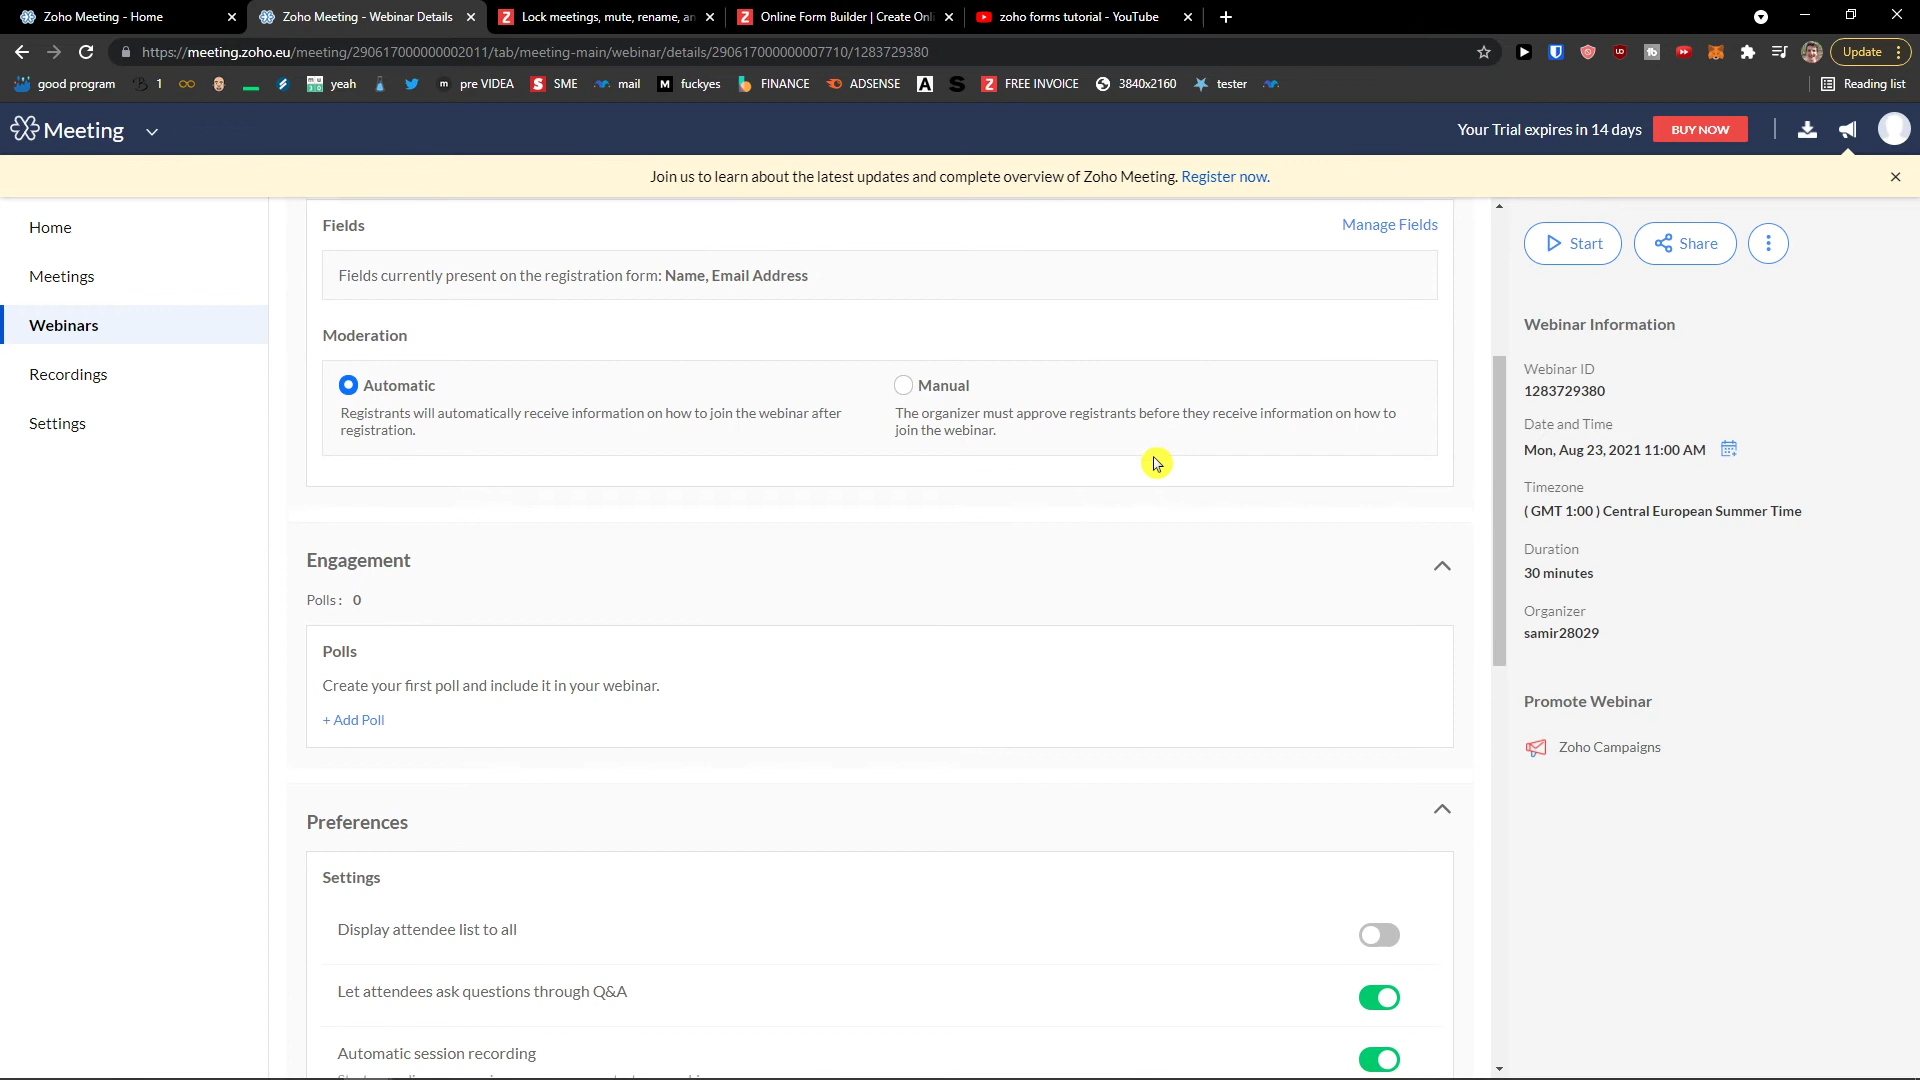 Zoho Meeting - Home
Zoho Meeting - Webinar Details
Lock meetings, mute, rename, an
Online Form Builder | Create Onli
zoho forms tutorial - YouTube
https://meeting.zoho.eu/meeting/290617000000002011/tab/meeting-main/webinar/details/290617000000007710/1283729380
Update
good program
1
yeah
pre VIDEA
SME
mail
fuckyes
FINANCE
ADSENSE
FREE INVOICE
3840x2160
tester
Reading list
Meeting
Your Trial expires in 14 days
BUY NOW
Join us to learn about the latest updates and complete overview of Zoho Meeting. Register now.
Home
Meetings
Webinars
Recordings
Settings
Fields
Manage Fields
Fields currently present on the registration form: Name, Email Address
Moderation
Automatic
Registrants will automatically receive information on how to join the webinar after
registration.
Manual
The organizer must approve registrants before they receive information on how to
join the webinar.
Engagement
Polls : 0
Polls
Create your first poll and include it in your webinar.
+ Add Poll
Preferences
Settings
Display attendee list to all
Let attendees ask questions through Q&A
Automatic session recording
Start
Share
Webinar Information
Webinar ID
1283729380
Date and Time
Mon, Aug 23, 2021 11:00 AM
Timezone
( GMT 1:00 ) Central European Summer Time
Duration
30 minutes
Organizer
samir28029
Promote Webinar
Zoho Campaigns